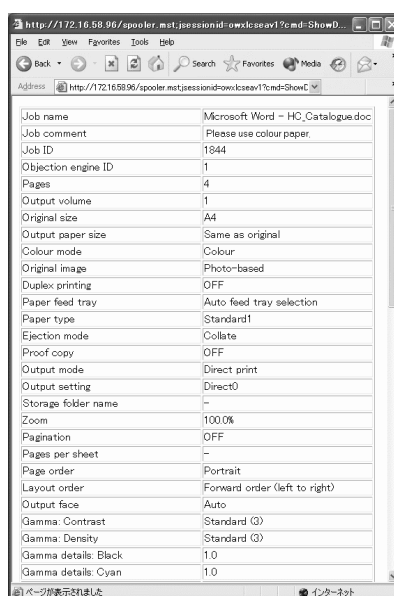 http://172.16.58.96/spooler.mst;jsessionid=owxlcseav1?cmd=ShowD...
File Edit View Favorites Tools Help
Back Search Favorites Media
Address http://172.16.58.96/spooler.mst;jsessionid=owxlcseav1?cmd=ShowD
Job name Microsoft Word - HC_Catalogue.doc
Job comment Please use colour paper.
Job ID 1844
Objection engine ID 1
Pages 4
Output volume 1
Original size A4
Output paper size Same as original
Colour mode Colour
Original image Photo-based
Duplex printing OFF
Paper feed tray Auto feed tray selection
Paper type Standard1
Ejection mode Collate
Proof copy OFF
Output mode Direct print
Output setting Direct0
Storage folder name -
Zoom 100.0%
Pagination OFF
Pages per sheet -
Page order Portrait
Layout order Forward order (left to right)
Output face Auto
Gamma: Contrast Standard (3)
Gamma: Density Standard (3)
Gamma details: Black 1.0
Gamma details: Cyan 1.0
ページが表示されました インターネット